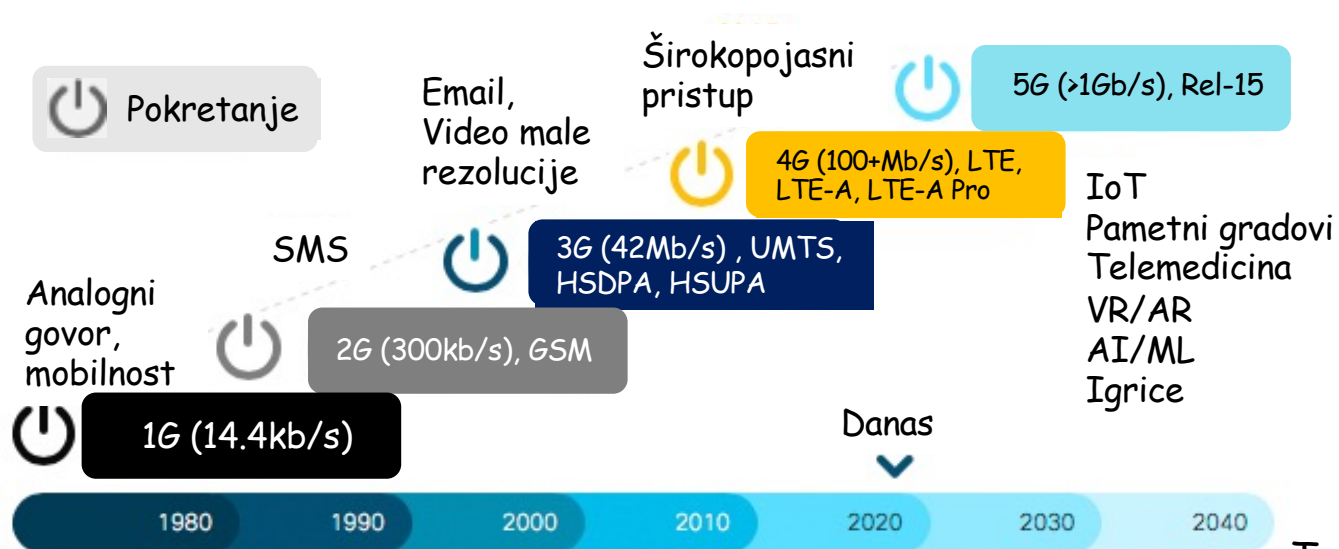 Pokretanje
Analogni
govor,
mobilnost
1G (14.4kb/s)
SMS
2G (300kb/s), GSM
Email,
Video male
rezolucije
3G (42Mb/s) , UMTS,
HSDPA, HSUPA
Širokopojasni
pristup
4G (100+Mb/s), LTE,
LTE-A, LTE-A Pro
5G (>1Gb/s), Rel-15
IoT
Pametni gradovi
Telemedicina
VR/AR
AI/ML
Igrice
Danas
1980 1990 2000 2010 2020 2030 2040